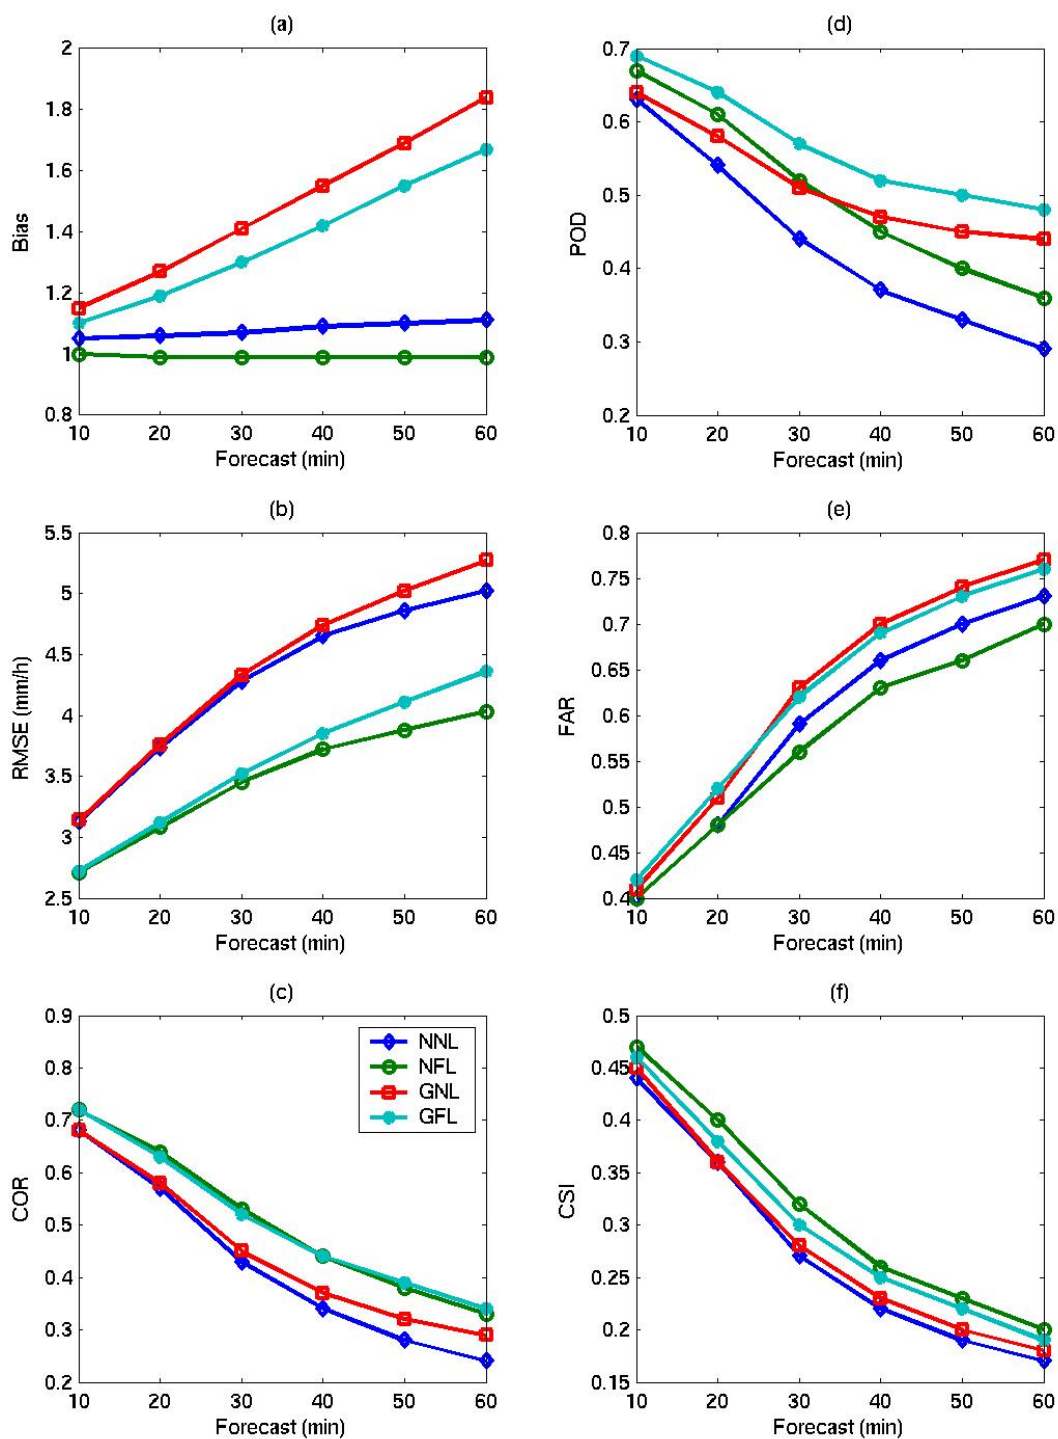 (a)
2
1.8
1.6
1.4
1.2
1
0.8
Bias
10 20 30 40 50 60
Forecast (min)
(d)
0.7
0.6
0.5
0.4
0.3
0.2
POD
10 20 30 40 50 60
Forecast (min)
(b)
5.5
5
4.5
4
3.5
3
2.5
RMSE (mm/h)
10 20 30 40 50 60
Forecast (min)
(e)
0.8
0.75
0.7
0.65
0.6
0.55
0.5
0.45
0.4
FAR
10 20 30 40 50 60
Forecast (min)
(c)
0.9
0.8
0.7
0.6
0.5
0.4
0.3
0.2
COR
NNL
NFL
GNL
GFL
10 20 30 40 50 60
Forecast (min)
(f)
0.5
0.45
0.4
0.35
0.3
0.25
0.2
0.15
CSI
10 20 30 40 50 60
Forecast (min)